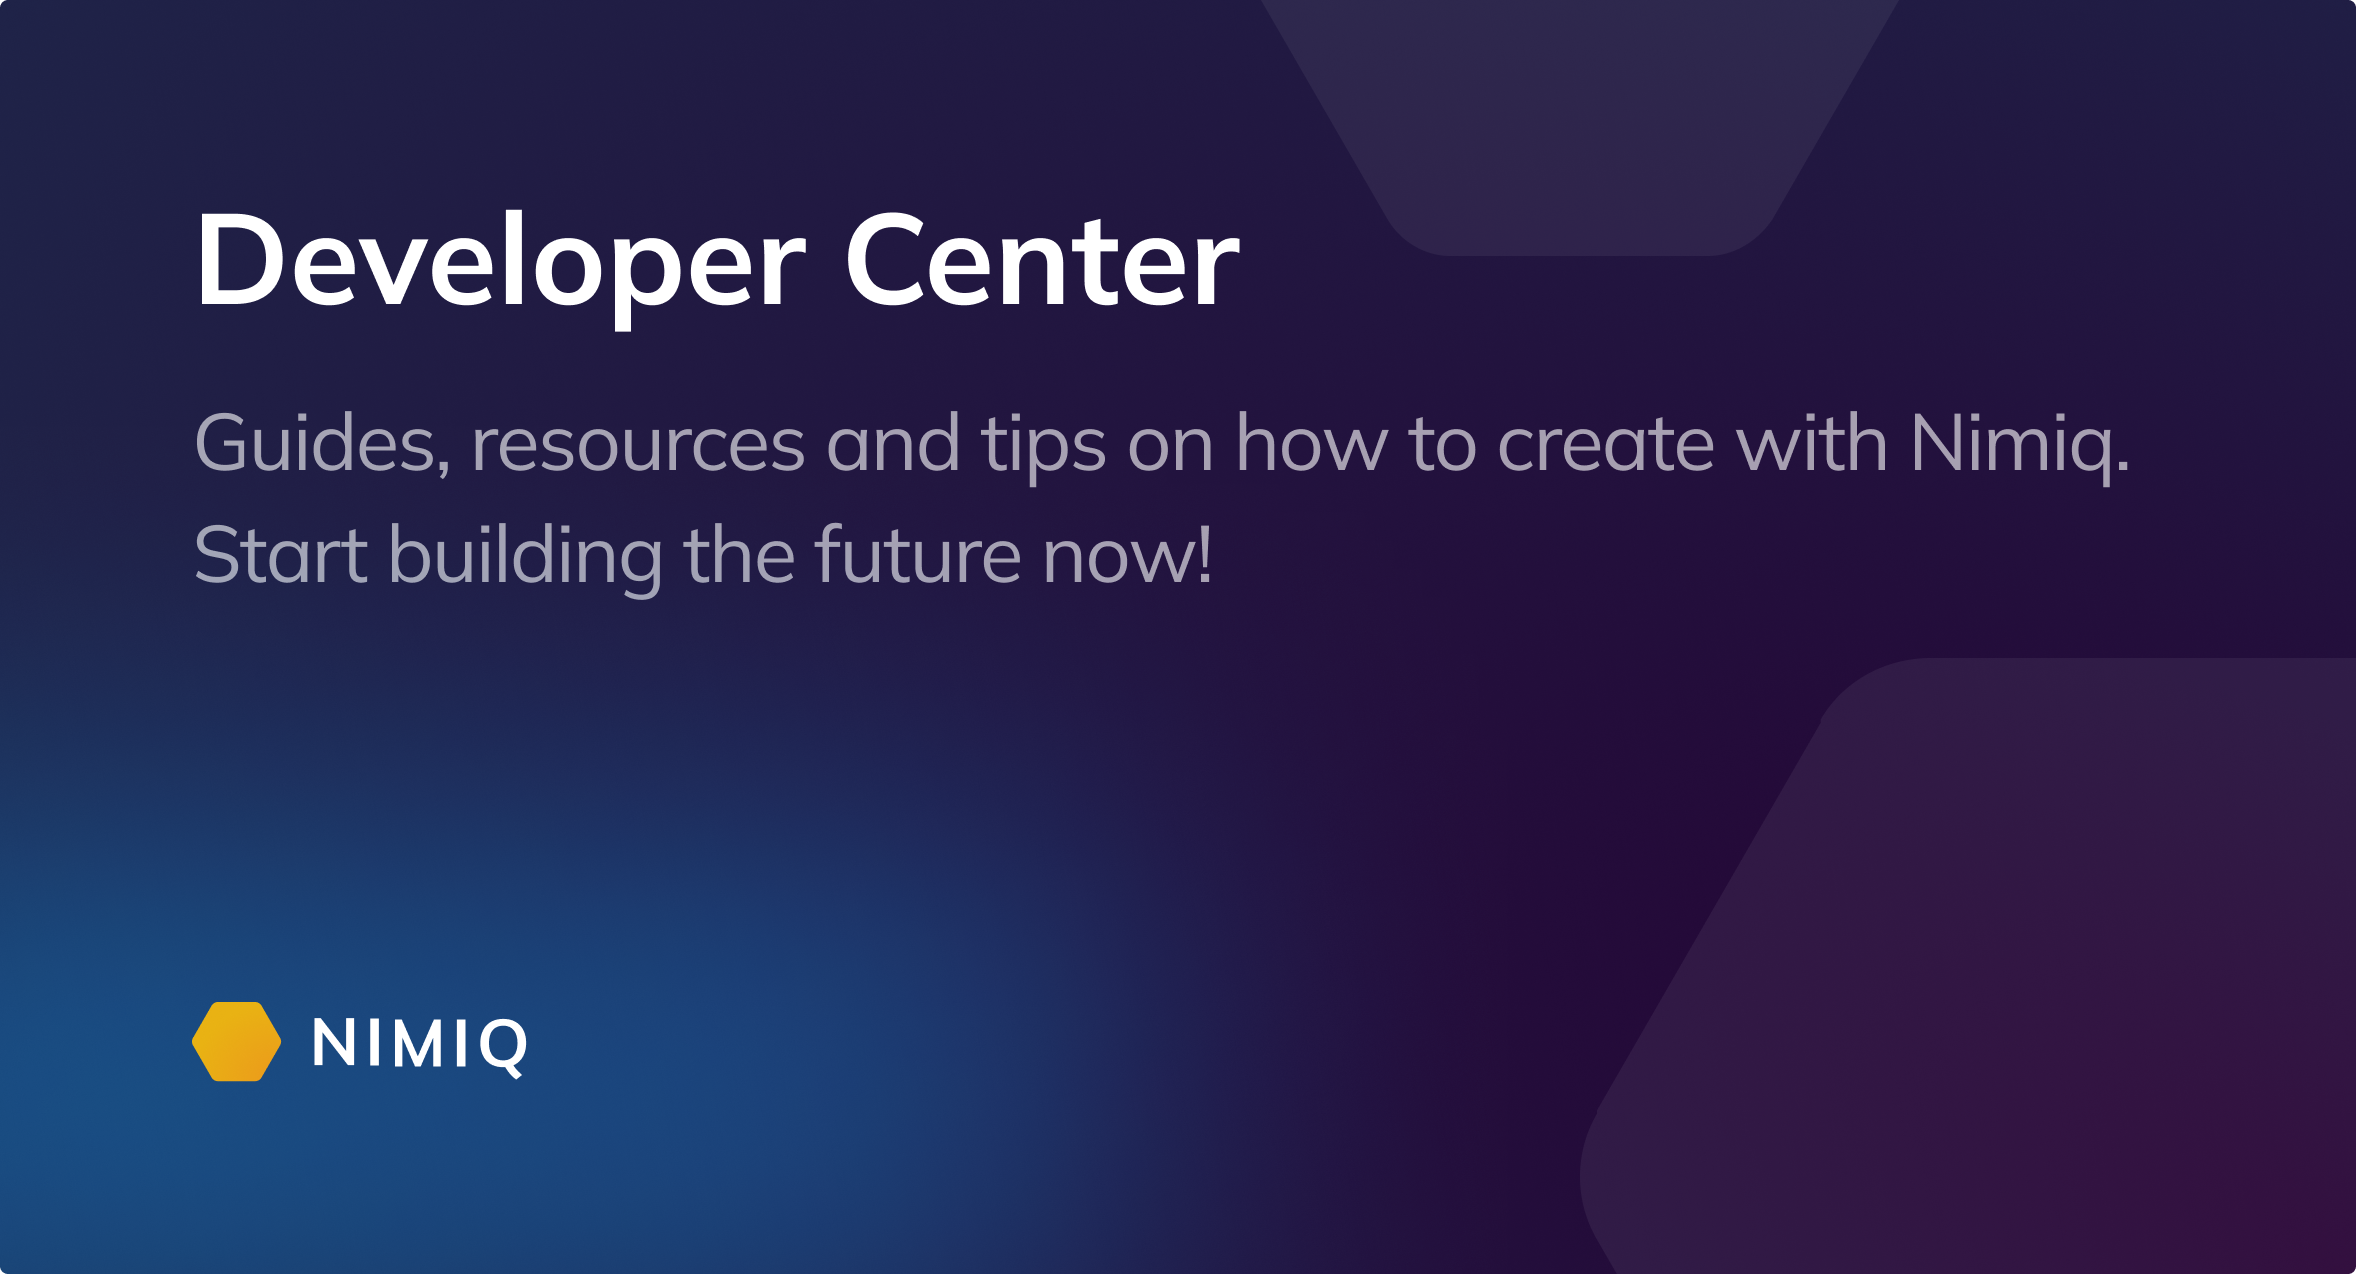 Developer Center
Guides, resources and tips on how to create with Nimiq.
Start building the future now!
NIMIQ